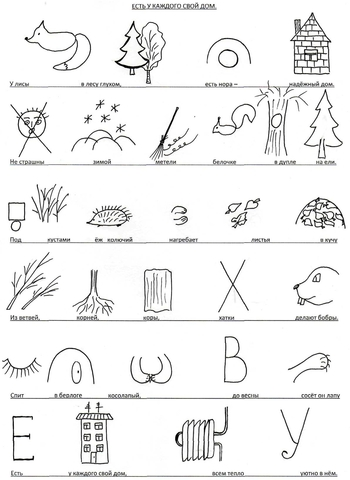 ЕСТЬ У КАЖДОГО СВОЙ ДОМ.
У лисы в лесу глухом, есть нора – надёжный дом.
Не страшны зимой метели белочке в дупле на ели.
Под кустами ёж колючий нагребает листья в кучу
Из ветвей, корней, коры, хатки делают бобры.
Спит в берлоге косолапый, до весны сосёт он лапу
В
Е У
Есть у каждого свой дом, всем тепло уютно в нём.